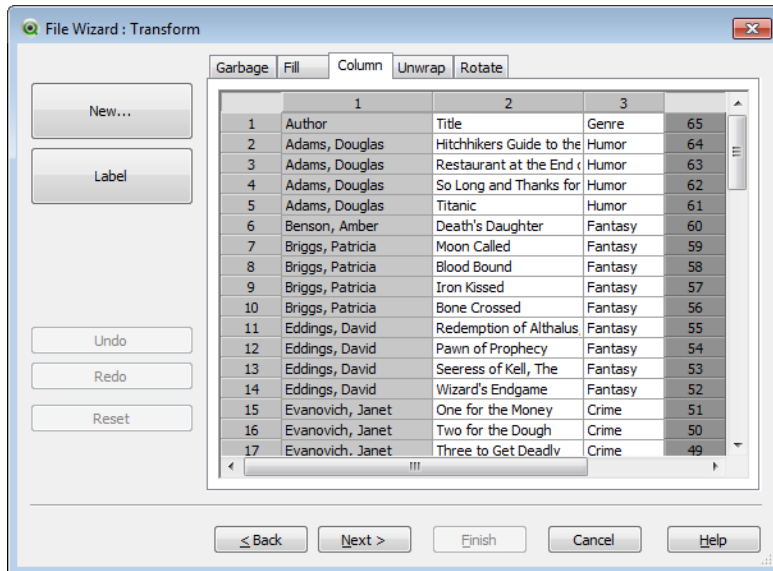 File Wizard : Transform
Garbage Fill Column Unwrap Rotate
New...
Label
Undo
Redo
Reset
1 2 3
1 Author Title Genre 65
2 Adams, Douglas Hitchhikers Guide to the Humor 64
3 Adams, Douglas Restaurant at the End Humor 63
4 Adams, Douglas So Long and Thanks for Humor 62
5 Adams, Douglas Titanic Humor 61
6 Benson, Amber Death's Daughter Fantasy 60
7 Briggs, Patricia Moon Called Fantasy 59
8 Briggs, Patricia Blood Bound Fantasy 58
9 Briggs, Patricia Iron Kissed Fantasy 57
10 Briggs, Patricia Bone Crossed Fantasy 56
11 Eddings, David Redemption of Althalus, Fantasy 55
12 Eddings, David Pawn of Prophecy Fantasy 54
13 Eddings, David Seeress of Kell, The Fantasy 53
14 Eddings, David Wizard's Endgame Fantasy 52
15 Evanovich, Janet One for the Money Crime 51
16 Evanovich, Janet Two for the Dough Crime 50
17 Evanovich, Janet Three to Get Deadly Crime 49
< Back Next > Finish Cancel Help